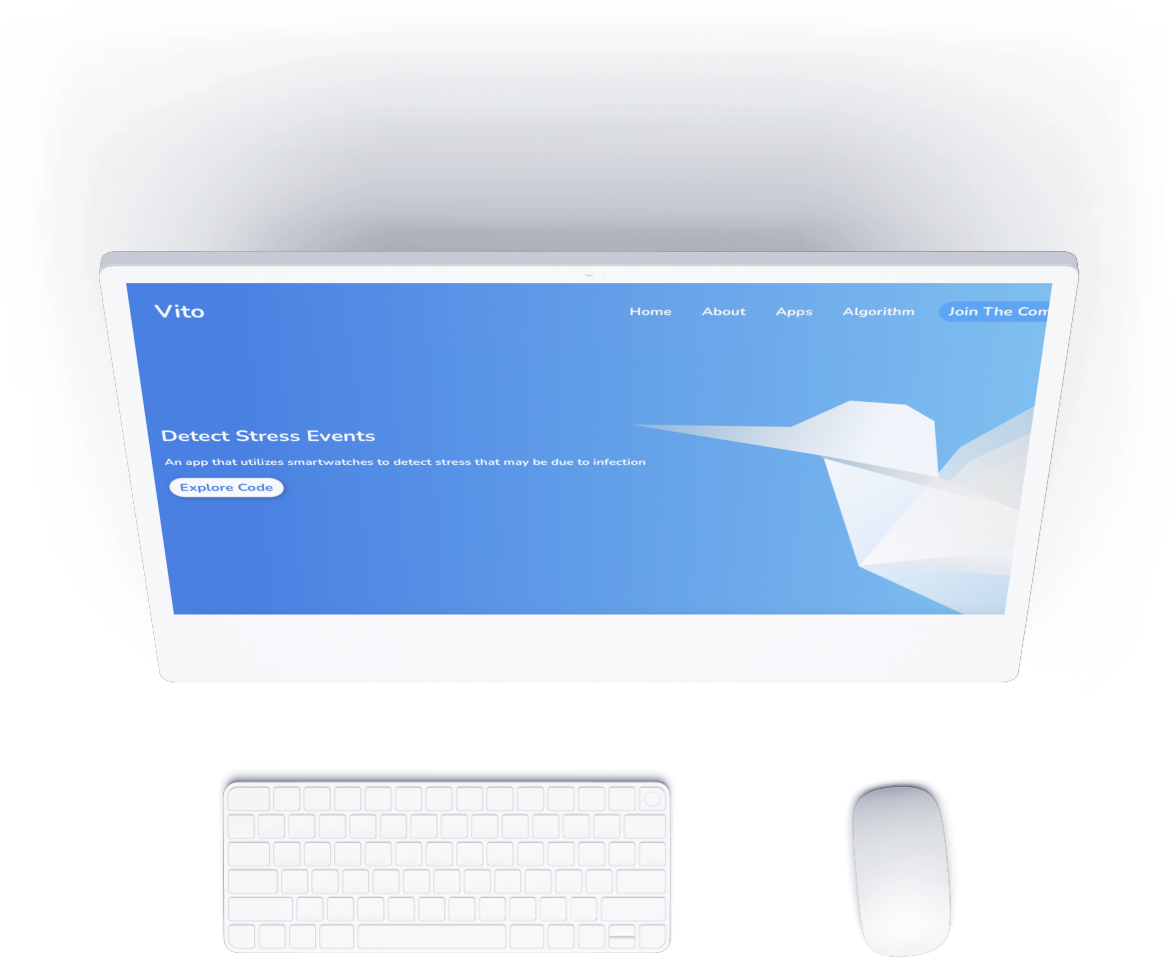 Vito
Home About Apps Algorithm Join The Com
Detect Stress Events
An app that utilizes smartwatches to detect stress that may be due to infection
Explore Code